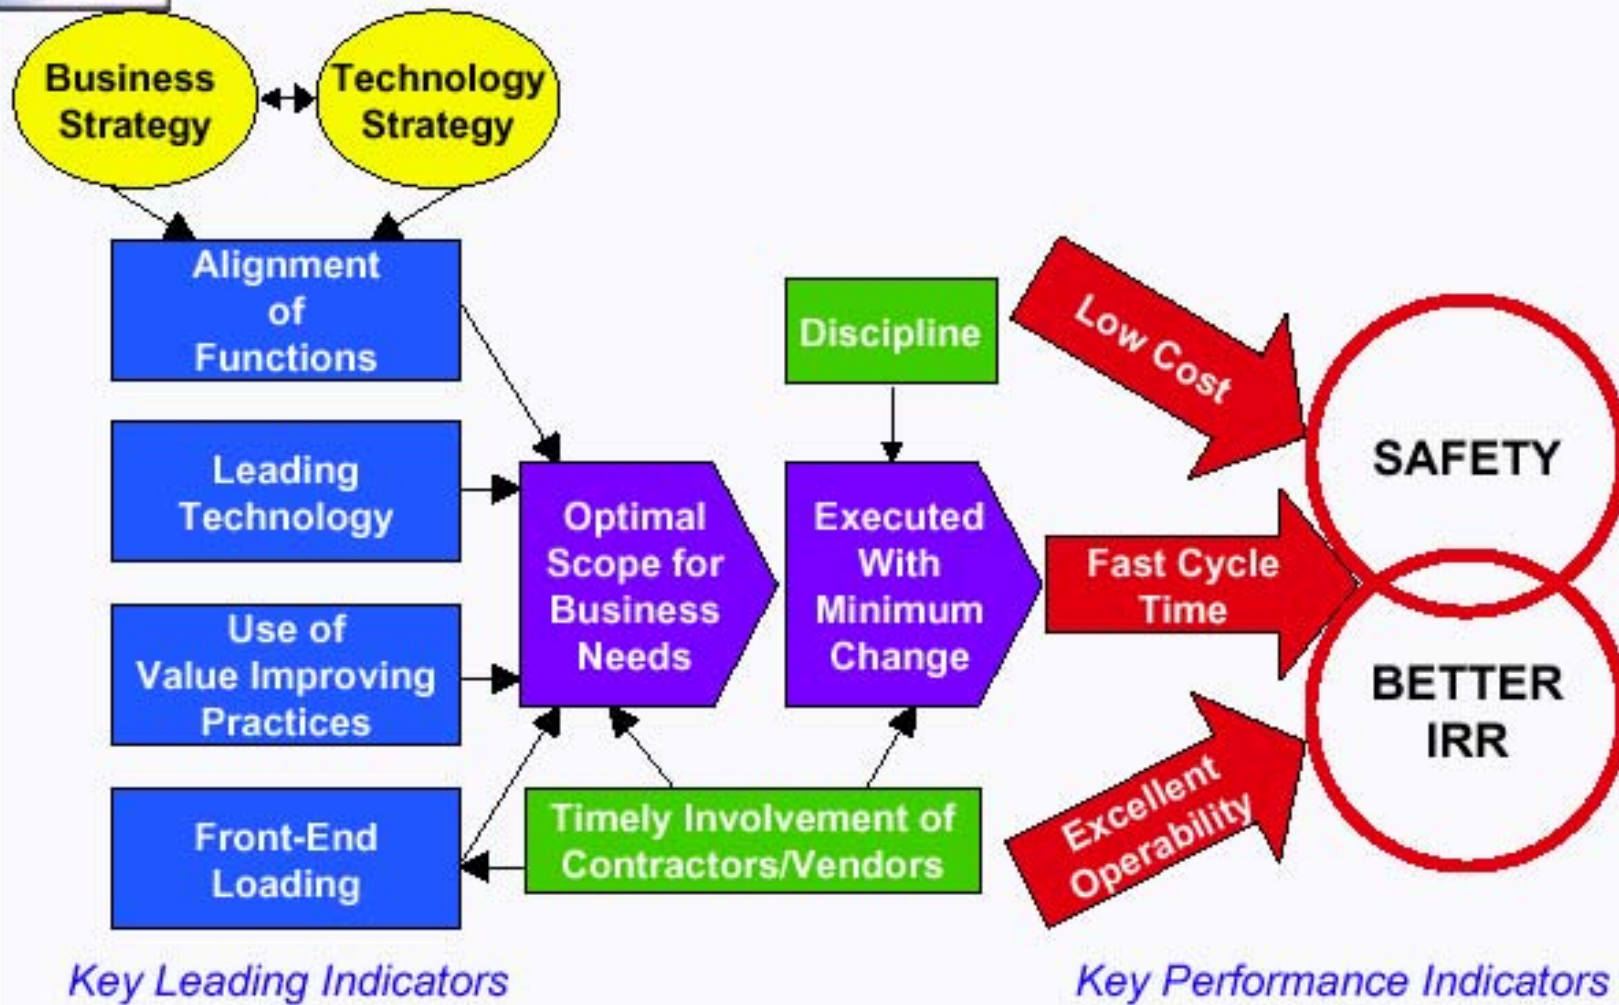 Business
Strategy
Technology
Strategy
Alignment
of
Functions
Leading
Technology
Use of
Value Improving
Practices
Front-End
Loading
Optimal
Scope for
Business
Needs
Discipline
Executed
With
Minimum
Change
Timely Involvement of
Contractors/Vendors
Low Cost
Fast Cycle
Time
Excellent
Operability
SAFETY
BETTER
IRR
Key Leading Indicators
Key Performance Indicators